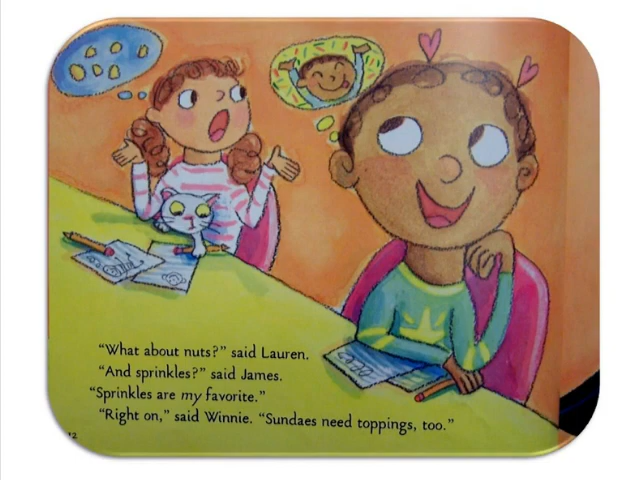 "What about nuts?" said Lauren.
"And sprinkles?" said James.
"Sprinkles are my favorite."
"Right on," said Winnie. "Sundaes need toppings, too."
12